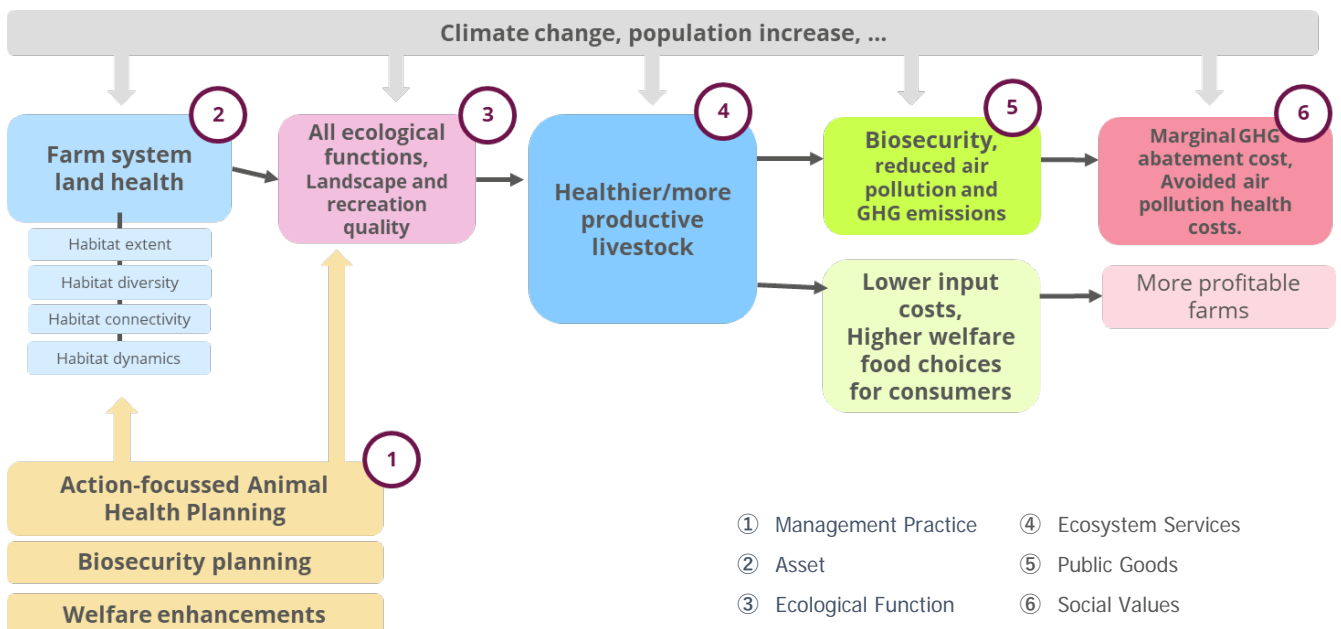 Climate change, population increase, ...
2
Farm system
land health
Habitat extent
Habitat diversity
Habitat connectivity
Habitat dynamics
3
All ecological
functions,
Landscape and
recreation
quality
4
Healthier/more
productive
livestock
5
Biosecurity,
reduced air
pollution and
GHG emissions
6
Marginal GHG
abatement cost,
Avoided air
pollution health
costs.
Lower input
costs,
Higher welfare
food choices
for consumers
More profitable
farms
1
Action-focussed Animal
Health Planning
Biosecurity planning
Welfare enhancements
① Management Practice
② Asset
③ Ecological Function
④ Ecosystem Services
⑤ Public Goods
⑥ Social Values